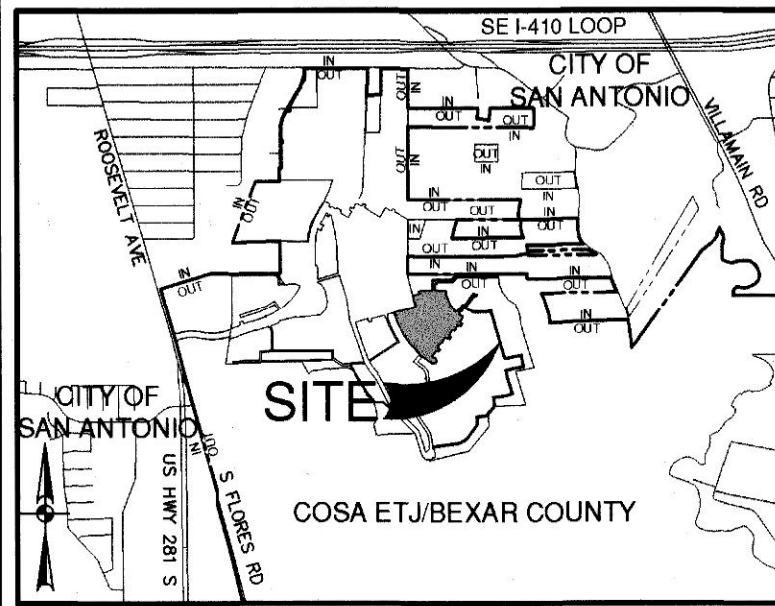 SE I-410 LOOP
IN
OUT
CITY OF
SAN ANTONIO
OUT
IN
OUT
OUT
IN
VILLAMAIN RD
ROOSEVELT AVE
OUT
IN
OUT
IN
OUT
IN
OUT
IN
OUT
IN
OUT
IN
IN
OUT
OUT
OUT
IN
OUT
IN
IN
OUT
IN
OUT
OUT
IN
OUT
CITY OF
SAN ANTONIO
SITE
OUT
IN
US HWY 281 S
S FLORES RD
COSA ETJ/BEXAR COUNTY